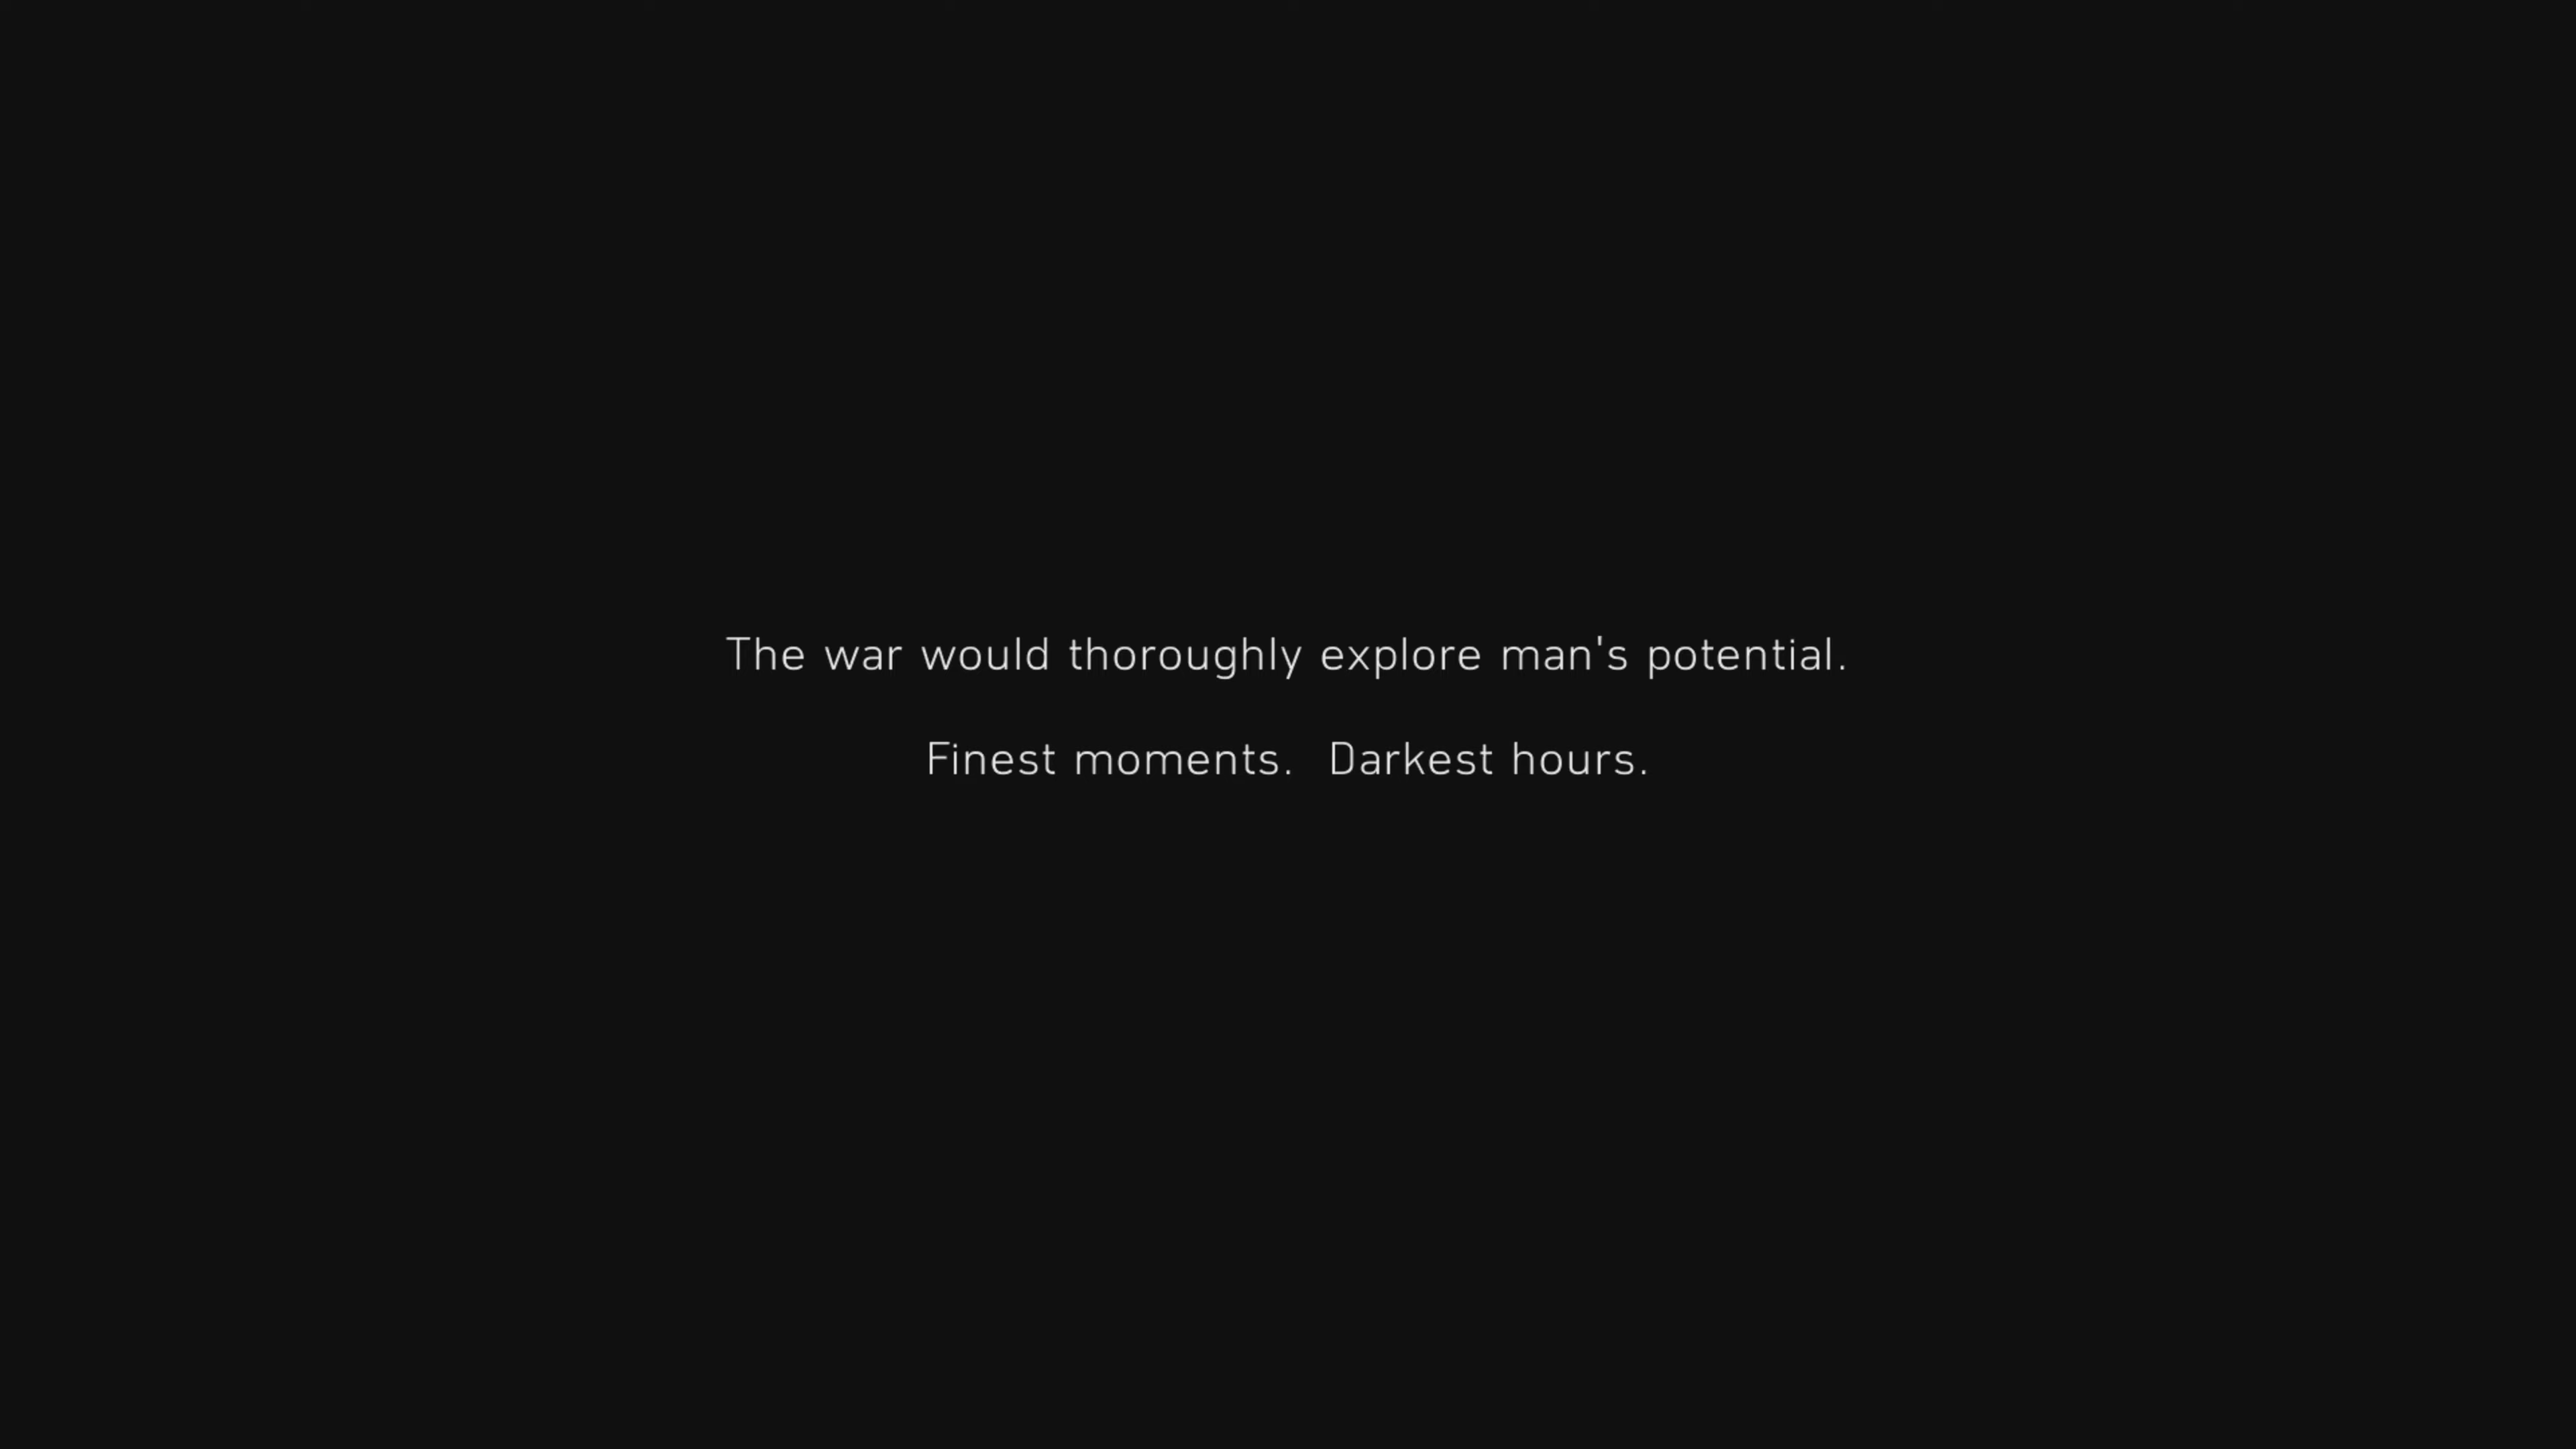 The war would thoroughly explore man's potential.
Finest moments.  Darkest hours.